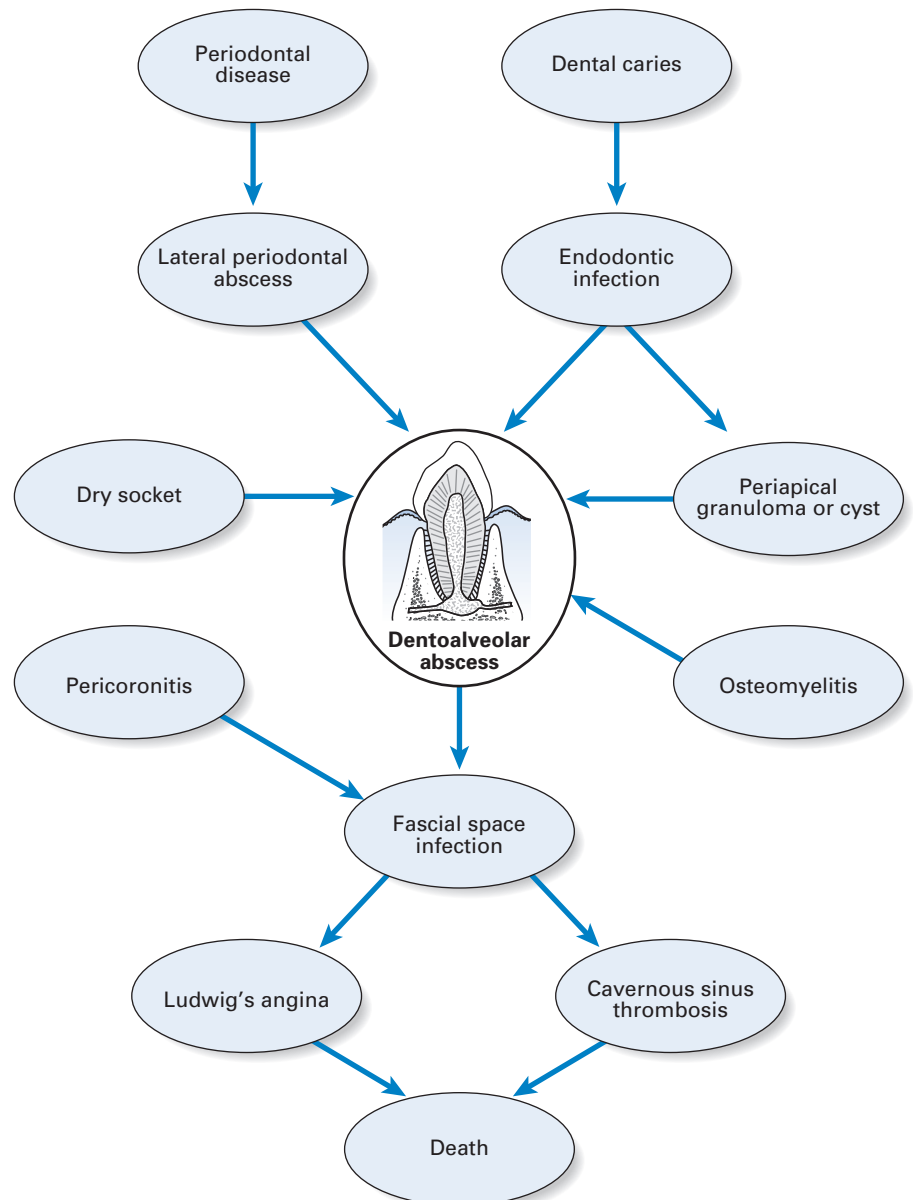 Periodontal
disease
Dental caries
Lateral periodontal
abscess
Endodontic
infection
Dry socket
Periapical
granuloma or cyst
Dentoalveolar
abscess
Pericoronitis
Osteomyelitis
Fascial space
infection
Ludwig's angina
Cavernous sinus
thrombosis
Death